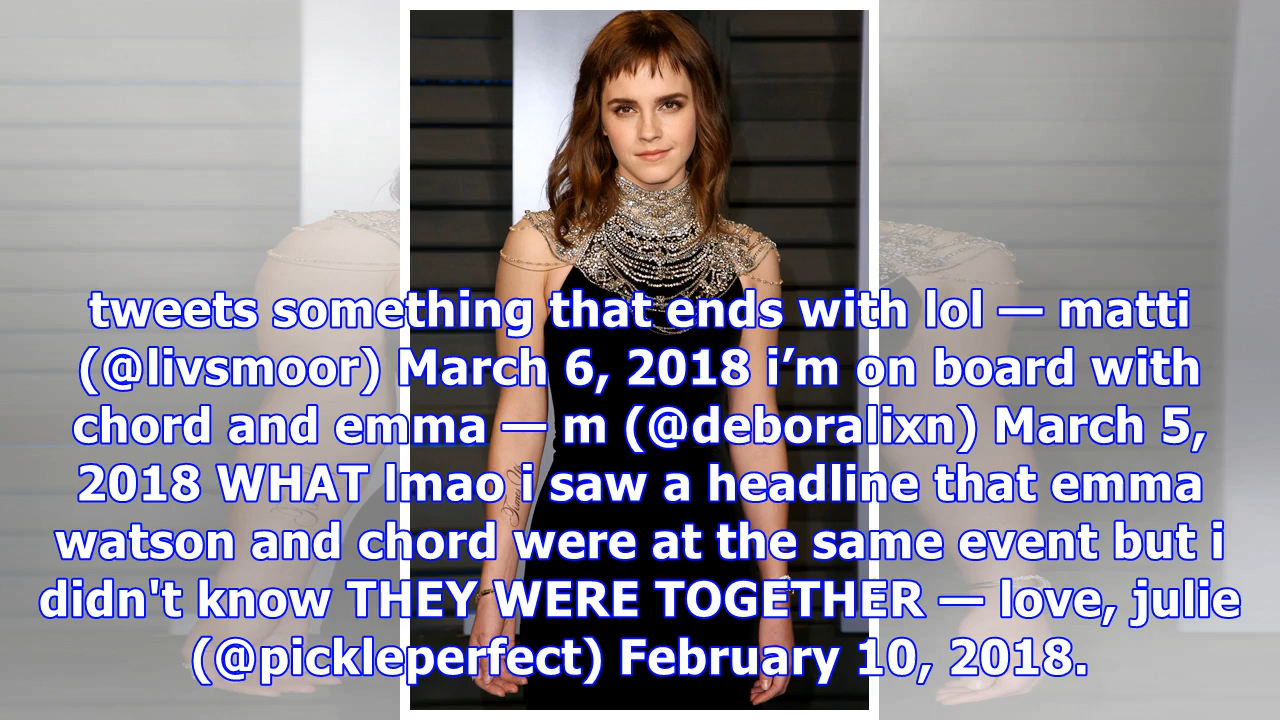 tweets something that ends with lol — matti
(@livsmoor) March 6, 2018 i’m on board with
chord and emma — m (@deboralixn) March 5,
2018 WHAT lmao i saw a headline that emma
watson and chord were at the same event but i
didn't know THEY WERE TOGETHER — love, julie
(@pickleperfect) February 10, 2018.